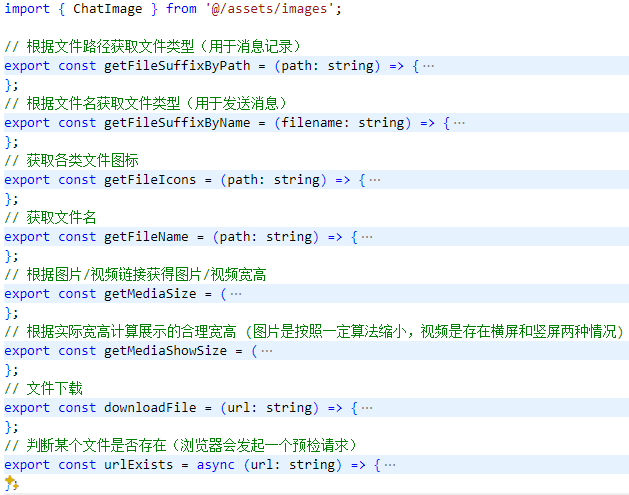 import { ChatImage } from '@/assets/images';
// 根据文件路径获取文件类型（用于消息记录）
export const getFileSuffixByPath = (path: string) => {···
};
// 根据文件名获取文件类型（用于发送消息）
export const getFileSuffixByName = (filename: string) => {···
};
// 获取各类文件图标
export const getFileIcons = (path: string) => {···
};
// 获取文件名
export const getFileName = (path: string) => {···
};
// 根据图片/视频链接获得图片/视频宽高
export const getMediaSize = (···
};
// 根据实际宽高计算展示的合理宽高 (图片是按照一定算法缩小，视频是存在横屏和竖屏两种情况)
export const getMediaShowSize = (···
};
// 文件下载
export const downloadFile = (url: string) => {···
};
// 判断某个文件是否存在（浏览器会发起一个预检请求）
export const urlExists = async (url: string) => {···
};